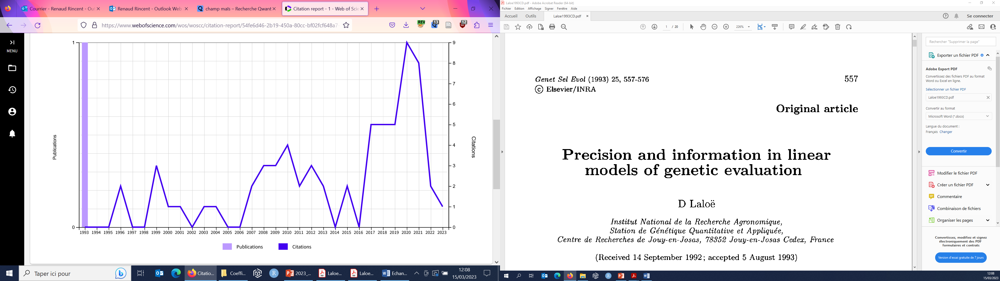 Courrier - Renaud Rincent - Out
Renaud Rincent - Outlook Web
champ maïs – Recherche Qwant
Citation report - 1 - Web of Scie
https://www.webofscience.com/wos/woscc/citation-report/54fe6d46-2b19-450a-80cc-bf02fcf648a7-
REV
13
12
MENU
Publications
1
0
9
8
7
6
5
4
3
2
1
0
Citations
1993 1994 1995 1996 1997 1998 1999 2000 2001 2002 2003 2004 2005 2006 2007 2008 2009 2010 2011 2012 2013 2014 2015 2016 2017 2018 2019 2020 2021 2022 2023
Publications Citations
Taper ici pour
Citatio...
Coeffi...
2023_...
Laloe...
Laloe...
Echan...
12:08
15/03/2023
Laloe1993CD.pdf - Adobe Acrobat Reader (64-bit)
Fichier Edition Affichage Signer Fenêtre Aide
Accueil Outils Laloe1993CD.pdf × Se connecter
1 / 20 226%
Genet Sel Evol (1993) 25, 557-576 557
© Elsevier/INRA
Original article
Precision and information in linear
models of genetic evaluation
D Laloë
Institut National de la Recherche Agronomique,
Station de Génétique Quantitative et Appliquée,
Centre de Recherches de Jouy-en-Josas, 78352 Jouy-en-Josas Cedex, France
(Received 14 September 1992; accepted 5 August 1993)
Rechercher "Supprimer la page"
Exporter un fichier PDF
Adobe Export PDF
Convertissez des fichiers PDF au format
Word ou Excel en ligne.
Sélectionner un fichier PDF
Laloe1993CD.pdf
Convertir au format
Microsoft Word (*.docx)
Langue du document :
Français Changer
Convertir
Modifier le fichier PDF
Créer un fichier PDF
Commentaire
Combinaison de fichiers
Organiser les pages
Convertissez, modifiez et signez
électroniquement des PDF
formulaires et contrats
Version d'essai gratuite de 7 jours
12:08
15/03/2023